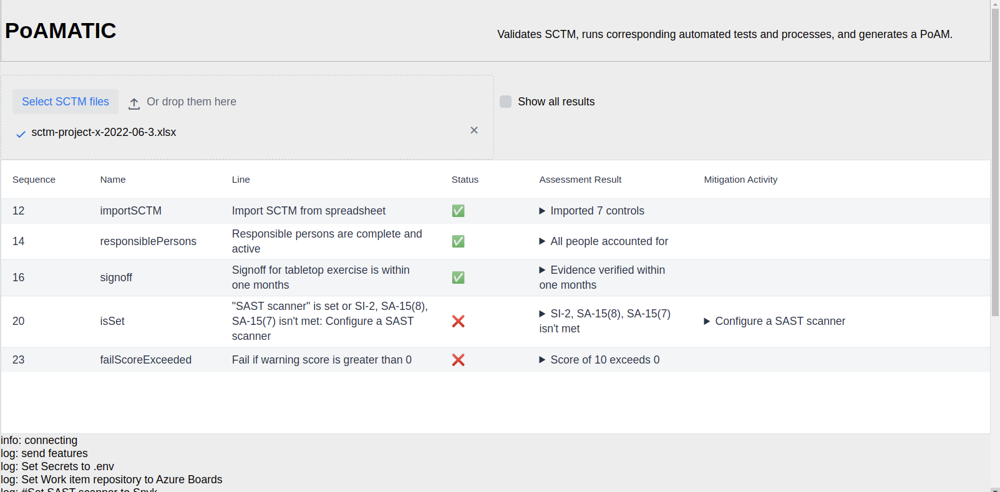 PoAMATIC
Validates SCTM, runs corresponding automated tests and processes, and generates a PoAM.
Select SCTM files
Or drop them here
Show all results
sctm-project-x-2022-06-3.xlsx
Sequence Name Line Status Assessment Result Mitigation Activity
12 importSCTM Import SCTM from spreadsheet ✅ ▶ Imported 7 controls
14 responsiblePersons Responsible persons are complete and
active ✅ ▶ All people accounted for
16 signoff Signoff for tabletop exercise is within
one months ✅ ▶ Evidence verified within
one months
20 isSet "SAST scanner" is set or SI-2, SA-15(8),
SA-15(7) isn't met: Configure a SAST
scanner ❌ ▶ SI-2, SA-15(8), SA-15(7)
isn't met ▶ Configure a SAST scanner
23 failScoreExceeded Fail if warning score is greater than 0 ❌ ▶ Score of 10 exceeds 0
info: connecting
log: send features
log: Set Secrets to .env
log: Set Work item repository to Azure Boards
log: #Set SAST scanner to Snyk